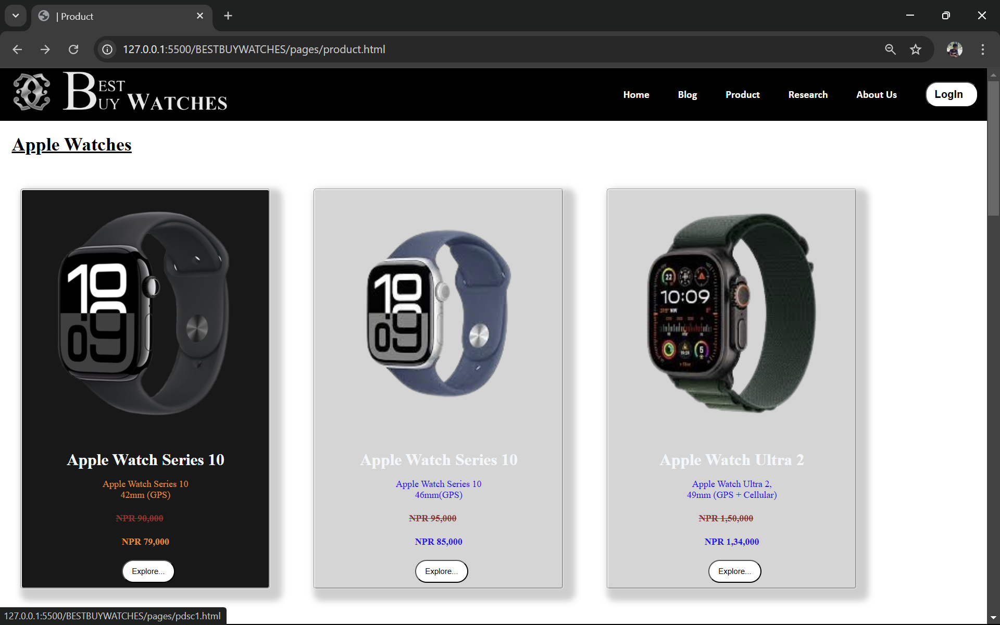 | Product
127.0.0.1:5500/BESTBUYWATCHES/pages/product.html
BEST
BUY WATCHES
Home
Blog
Product
Research
About Us
LogIn
Apple Watches
10
09
10
09
22
10:09
Apple Watch Series 10
Apple Watch Series 10
42mm (GPS)
NPR 90,000
NPR 79,000
Explore...
Apple Watch Series 10
Apple Watch Series 10
46mm(GPS)
NPR 95,000
NPR 85,000
Explore...
Apple Watch Ultra 2
Apple Watch Ultra 2,
49mm (GPS + Cellular)
NPR 1,50,000
NPR 1,34,000
Explore...
127.0.0.1:5500/BESTBUYWATCHES/pages/pdsc1.html